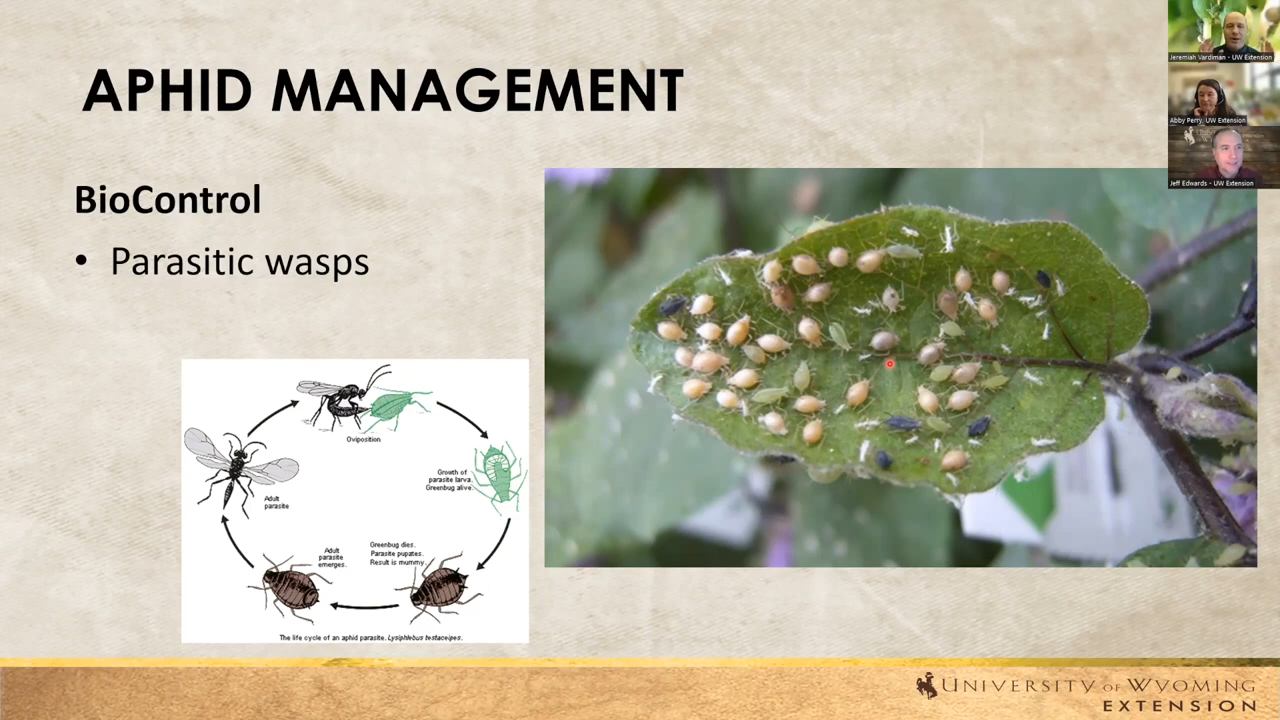 APHID MANAGEMENT
Jeremiah Vardiman - UW Extension
Abby Perry, UW Extension
Jeff Edwards - UW Extension
BioControl
• Parasitic wasps
Oviposition
Growth of
parasite larva.
Greenbug alive.
Greenbug dies.
Parasite pupates.
Result is mummy.
Adult
parasite
emerges.
Adult
parasite
The life cycle of an aphid parasite, Lysiphlebus testaceipes.
UNIVERSITY OF WYOMING
EXTENSION